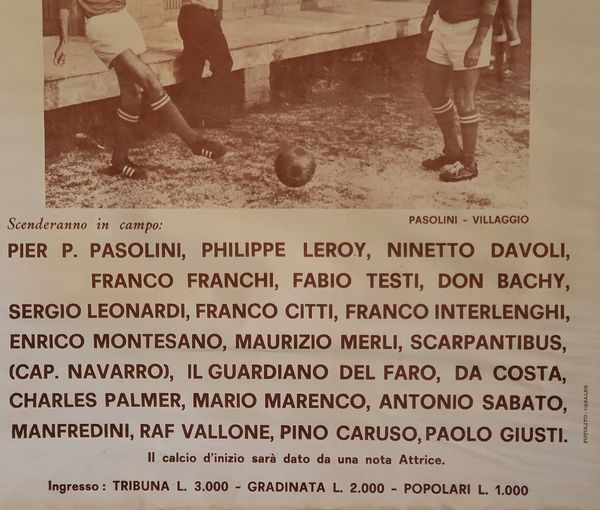 PASOLINI - VILLAGGIO
Scenderanno in campo:
PIER P. PASOLINI, PHILIPPE LEROY, NINETTO DAVOLI,
FRANCO FRANCHI, FABIO TESTI, DON BACHY,
SERGIO LEONARDI, FRANCO CITTI, FRANCO INTERLENGHI,
ENRICO MONTESANO, MAURIZIO MERLI, SCARPANTIBUS,
(CAP. NAVARRO), IL GUARDIANO DEL FARO, DA COSTA,
CHARLES PALMER, MARIO MARENCO, ANTONIO SABATO,
MANFREDINI, RAF VALLONE, PINO CARUSO, PAOLO GIUSTI.
Il calcio d'inizio sarà dato da una nota Attrice.
Ingresso: TRIBUNA L. 3.000 - GRADINATA L. 2.000 - POPOLARI L. 1.000
FOTOLITO - CASALER